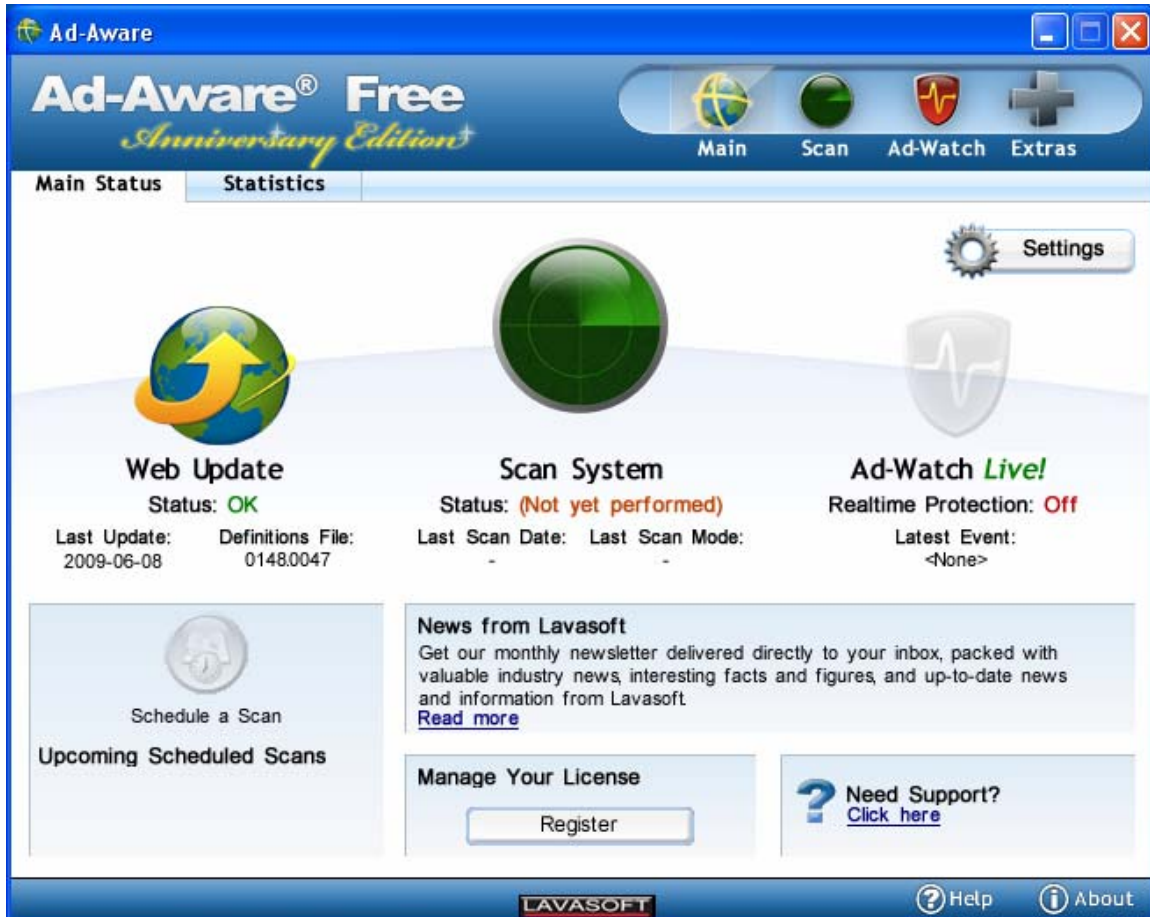 Ad-Aware
Ad-Aware® Free
Anniversary Edition
Main Scan Ad-Watch Extras
Main Status Statistics
Settings
Web Update
Status: OK
Last Update: Definitions File:
2009-06-08 0148.0047
Scan System
Status: (Not yet performed)
Last Scan Date: Last Scan Mode:
- -
Ad-Watch Live!
Realtime Protection: Off
Latest Event:
<None>
Schedule a Scan
Upcoming Scheduled Scans
News from Lavasoft
Get our monthly newsletter delivered directly to your inbox, packed with
valuable industry news, interesting facts and figures, and up-to-date news
and information from Lavasoft.
Read more
Manage Your License
Register
? Need Support?
Click here
LAVASOFT
? Help i About